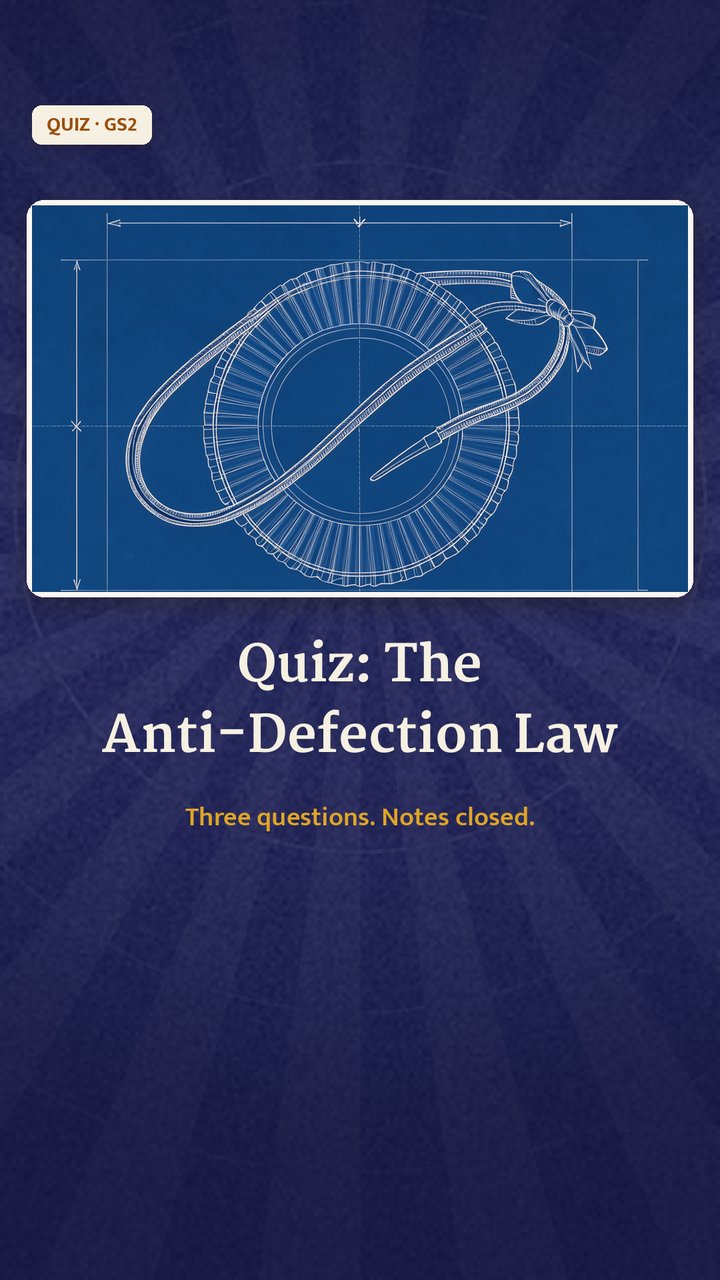 QUIZ · GS2
Quiz: The
Anti-Defection Law
Three questions. Notes closed.